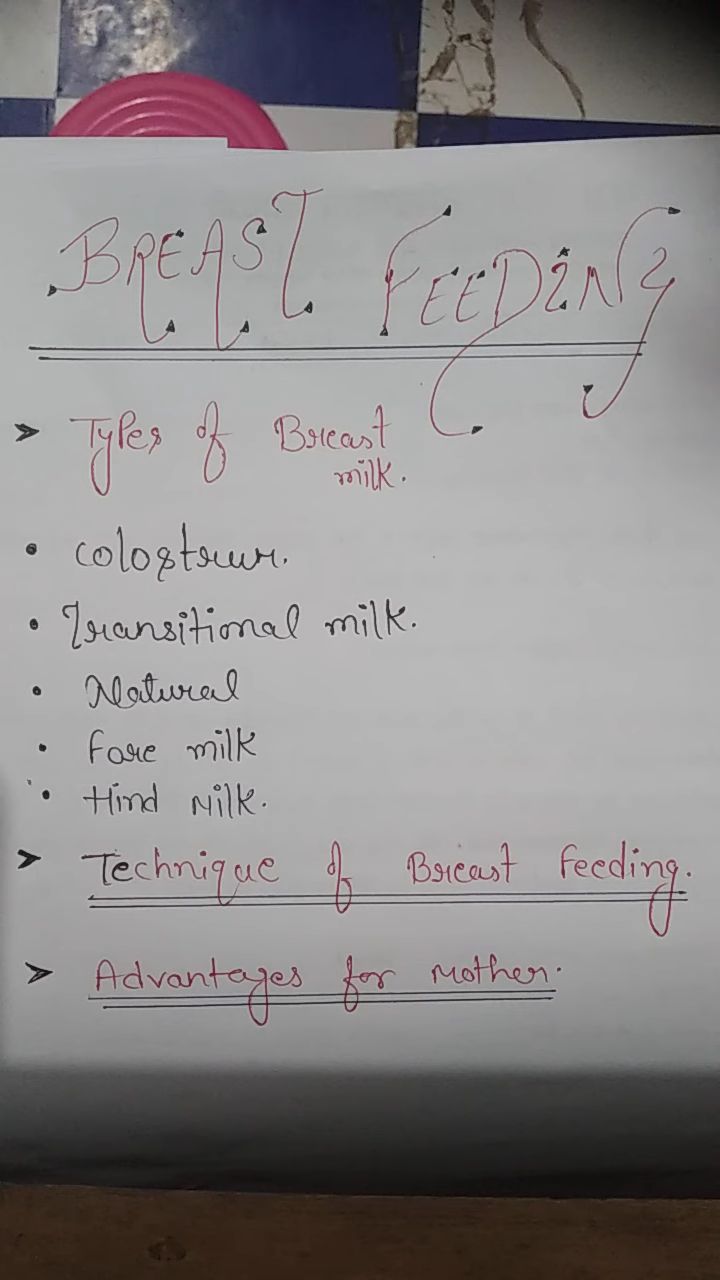 BREAST FEEDING
➤ Types of Breast
milk.
• Colostrum.
• Transitional milk.
• Natural
• Fore milk
• Hind Milk.
➤ Technique of Breast feeding.
➤ Advantages for Mother.